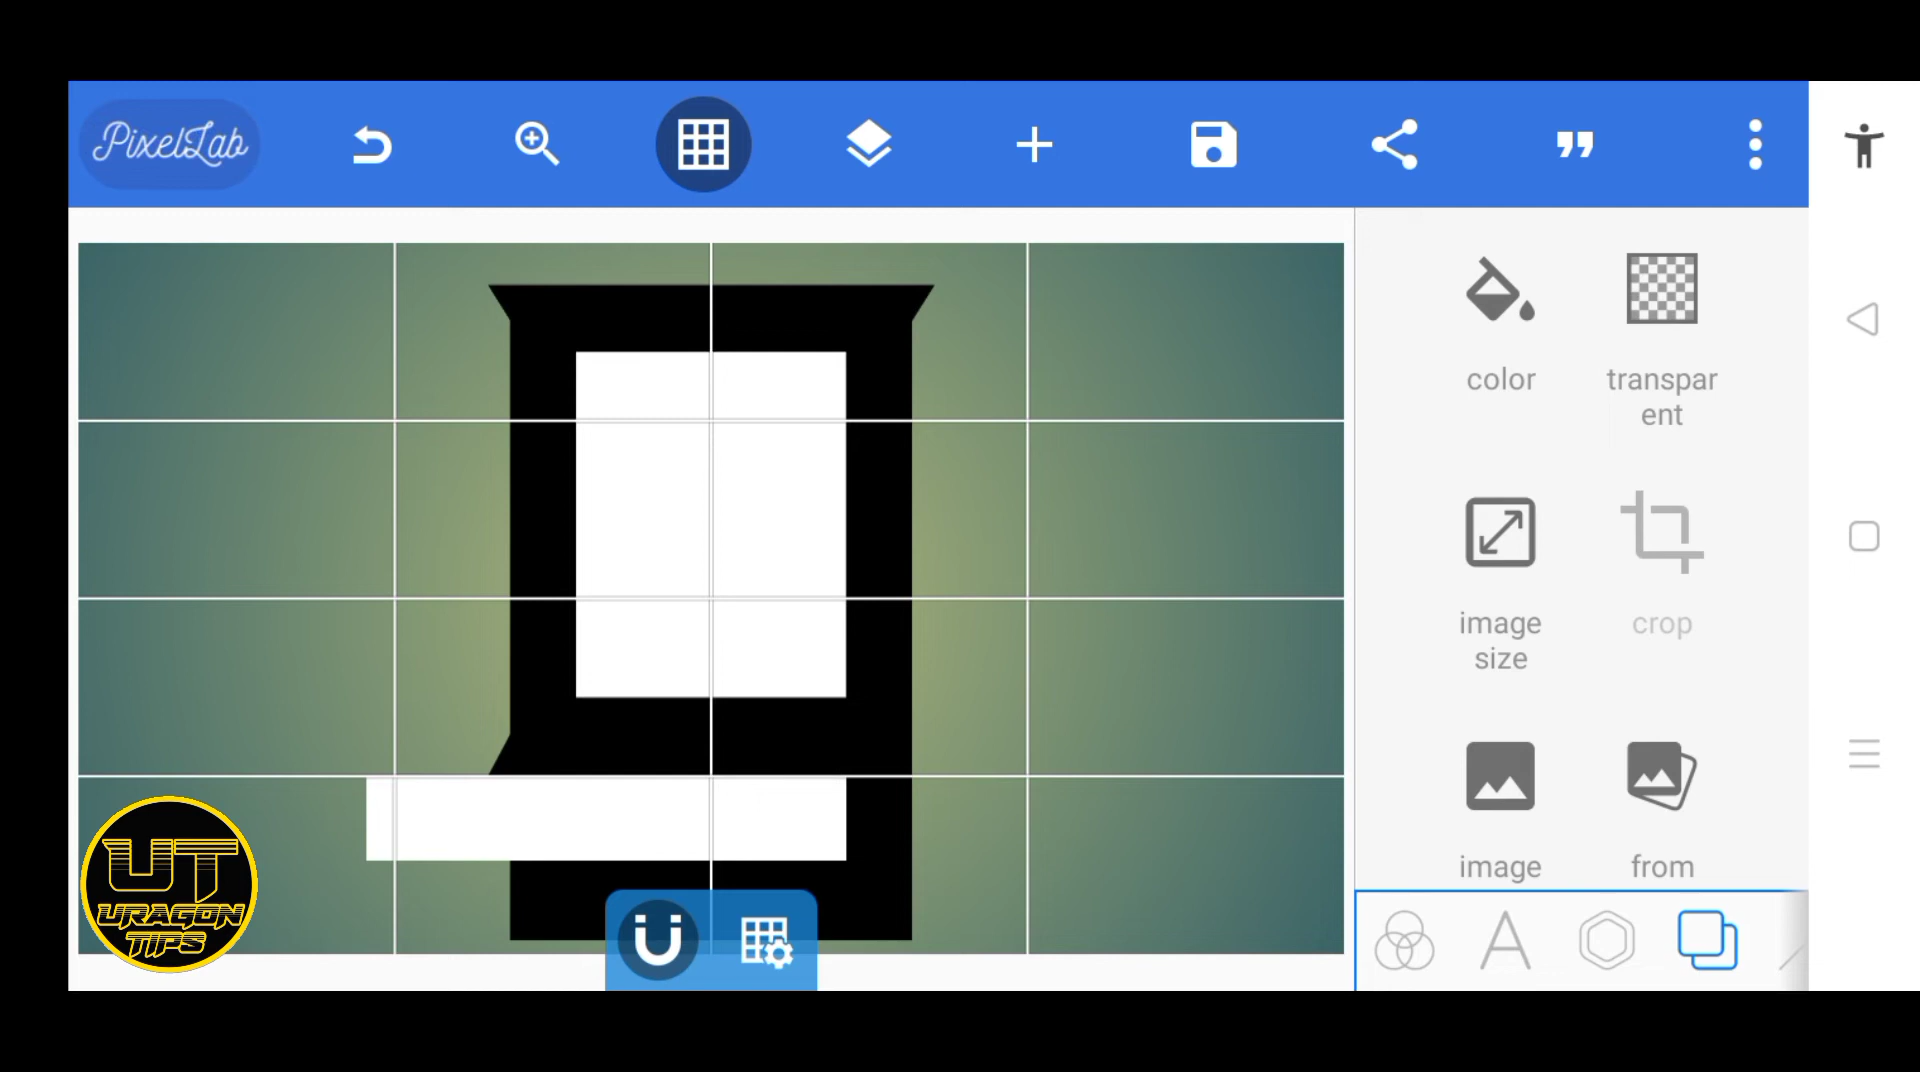 PixelLab
color
transpar
ent
image
size
crop
image
from
UT
URAGON
TIPS